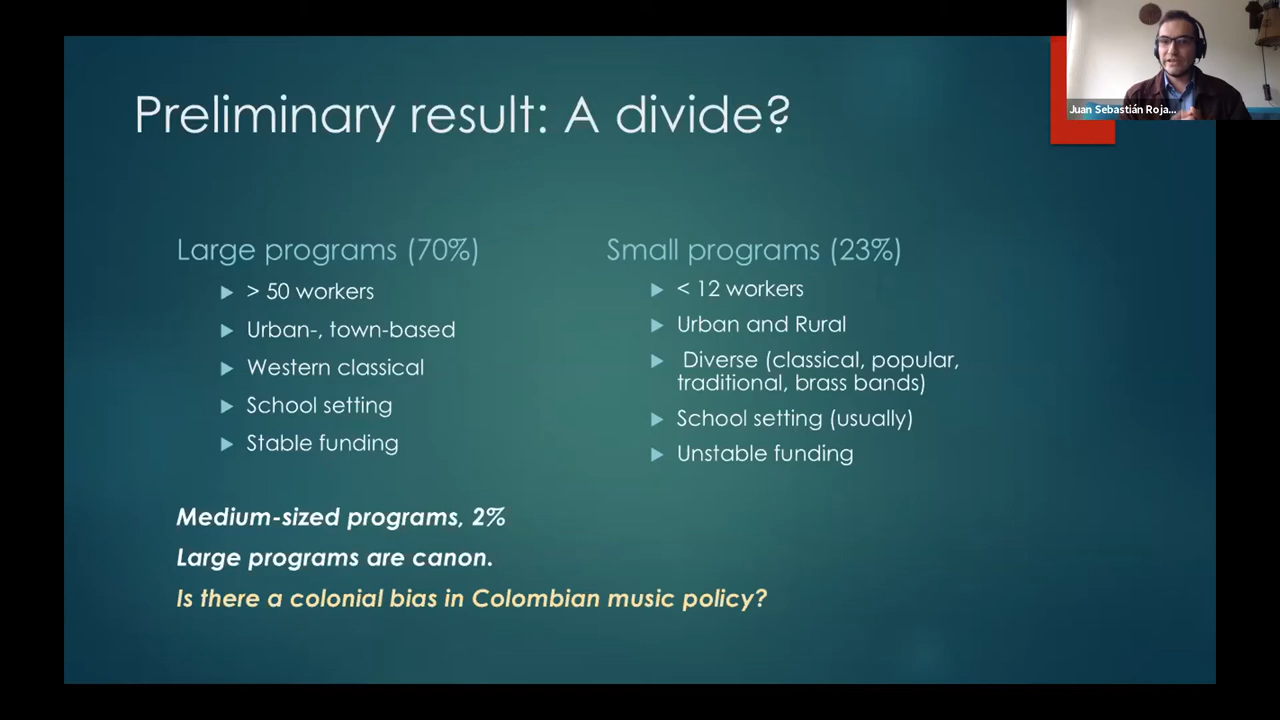 Preliminary result: A divide?
Large programs (70%)
> 50 workers
Urban-, town-based
Western classical
School setting
Stable funding
Small programs (23%)
< 12 workers
Urban and Rural
Diverse (classical, popular,
traditional, brass bands)
School setting (usually)
Unstable funding
Medium-sized programs, 2%
Large programs are canon.
Is there a colonial bias in Colombian music policy?
Juan Sebastián Roja...